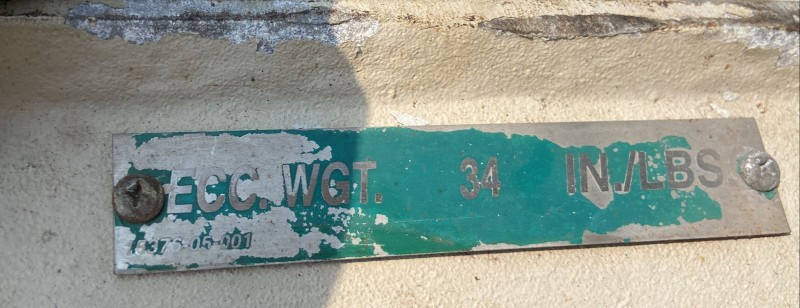 ECC. WGT. 34 IN./LBS.